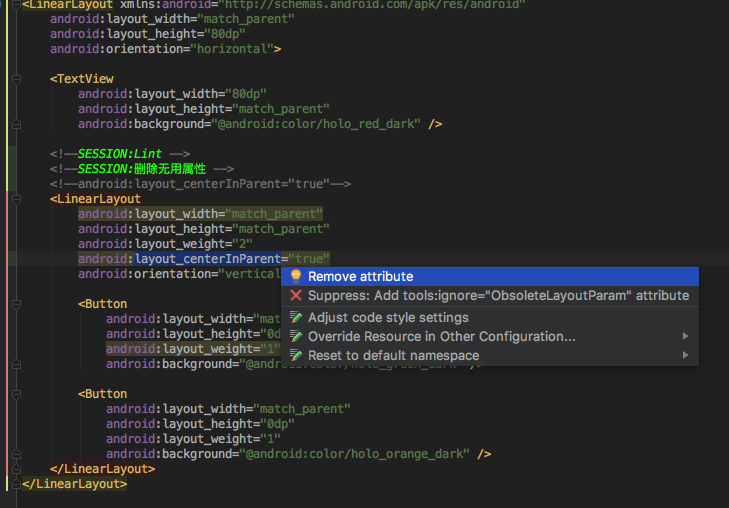 <LinearLayout xmlns:android="http://schemas.android.com/apk/res/android"
android:layout_width="match_parent"
android:layout_height="80dp"
android:orientation="horizontal">
<TextView
android:layout_width="80dp"
android:layout_height="match_parent"
android:background="@android:color/holo_red_dark" />
<!--SESSION:Lint -->
<!--SESSION:删除无用属性 -->
<!--android:layout_centerInParent="true"-->
<LinearLayout
android:layout_width="match_parent"
android:layout_height="match_parent"
android:layout_weight="2"
android:layout_centerInParent="true"
android:orientation="vertical
Remove attribute
Suppress: Add tools:ignore="ObsoleteLayoutParam" attribute
Adjust code style settings
Override Resource in Other Configuration...
Reset to default namespace
<Button
android:layout_width="mat
android:layout_height="0d
android:layout_weight="1"
android:background="@android:color/holo_green_dark" />
<Button
android:layout_width="match_parent"
android:layout_height="0dp"
android:layout_weight="1"
android:background="@android:color/holo_orange_dark" />
</LinearLayout>
</LinearLayout>